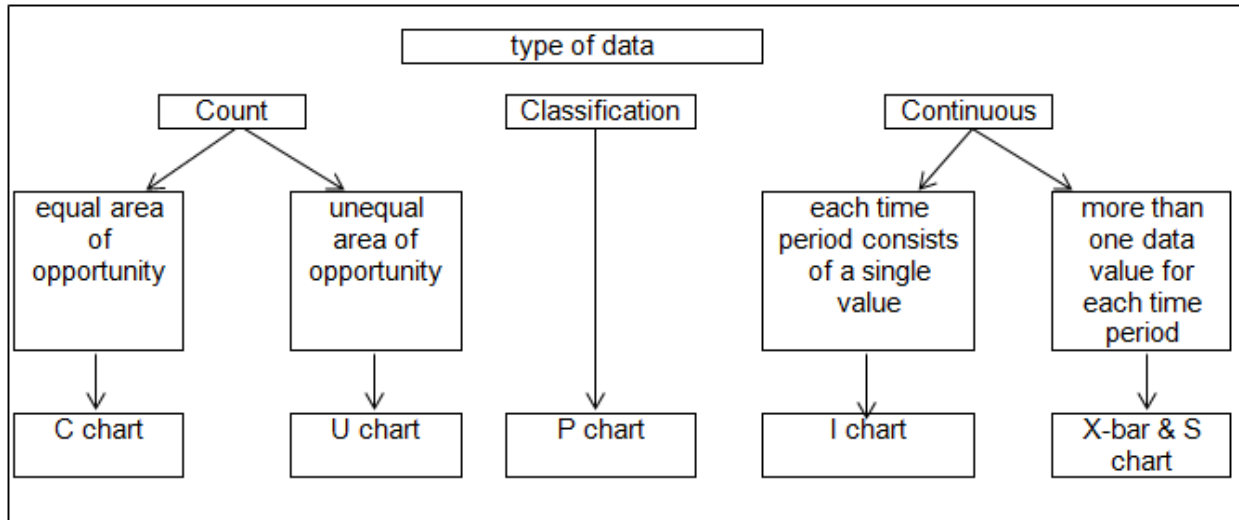 type of data
Count
Classification
Continuous
equal area
of
opportunity
unequal
area of
opportunity
each time
period consists
of a single
value
more than
one data
value for
each time
period
C chart
U chart
P chart
I chart
X-bar & S
chart